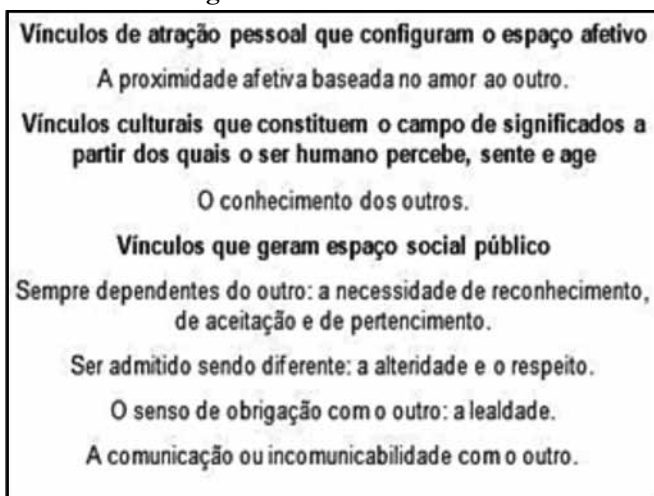 Vínculos de atração pessoal que configuram o espaço afetivo
A proximidade afetiva baseada no amor ao outro.
Vínculos culturais que constituem o campo de significados a
partir dos quais o ser humano percebe, sente e age
O conhecimento dos outros.
Vínculos que geram espaço social público
Sempre dependentes do outro: a necessidade de reconhecimento,
de aceitação e de pertencimento.
Ser admitido sendo diferente: a alteridade e o respeito.
O senso de obrigação com o outro: a lealdade.
A comunicação ou incomunicabilidade com o outro.